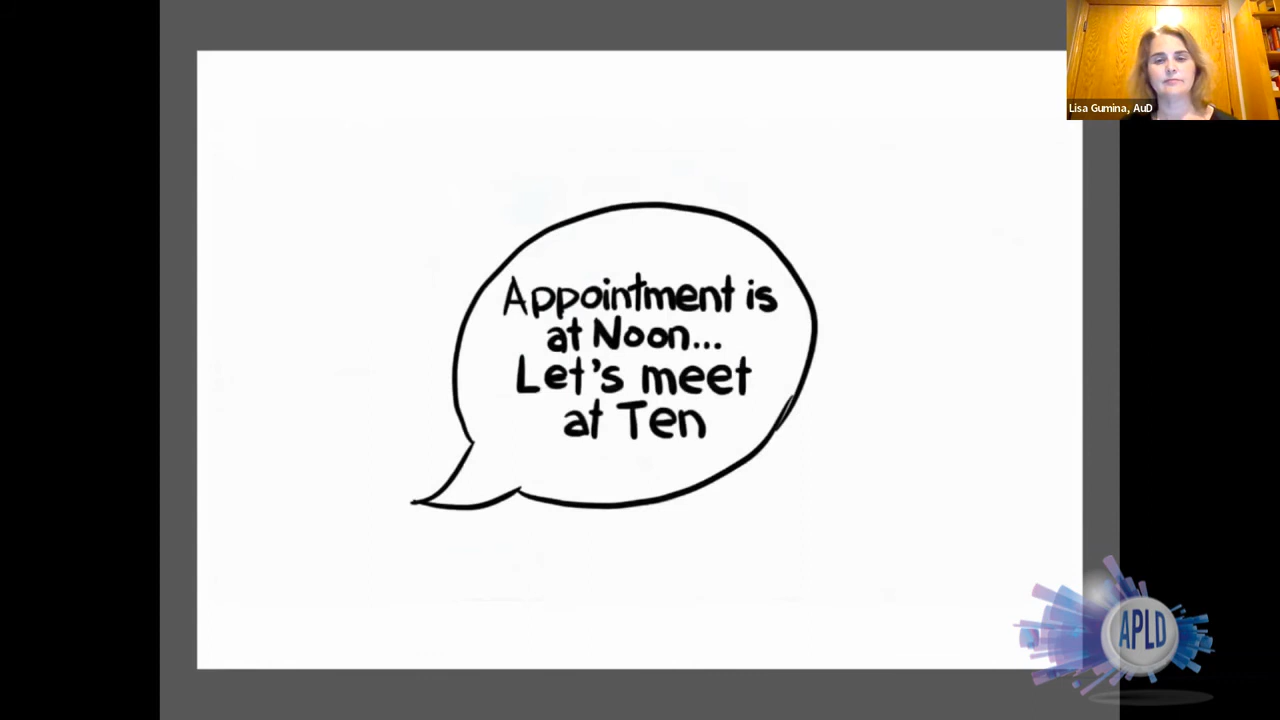 Lisa Gumina, AuD
Appointment is
at Noon...
Let's meet
at Ten
APLD